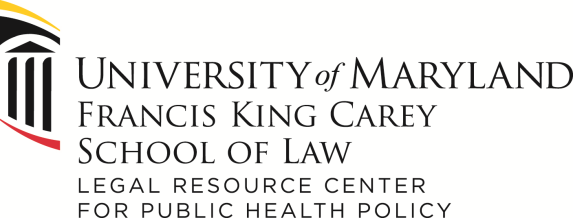 UNIVERSITY of MARYLAND
FRANCIS KING CAREY
SCHOOL OF LAW
LEGAL RESOURCE CENTER
FOR PUBLIC HEALTH POLICY